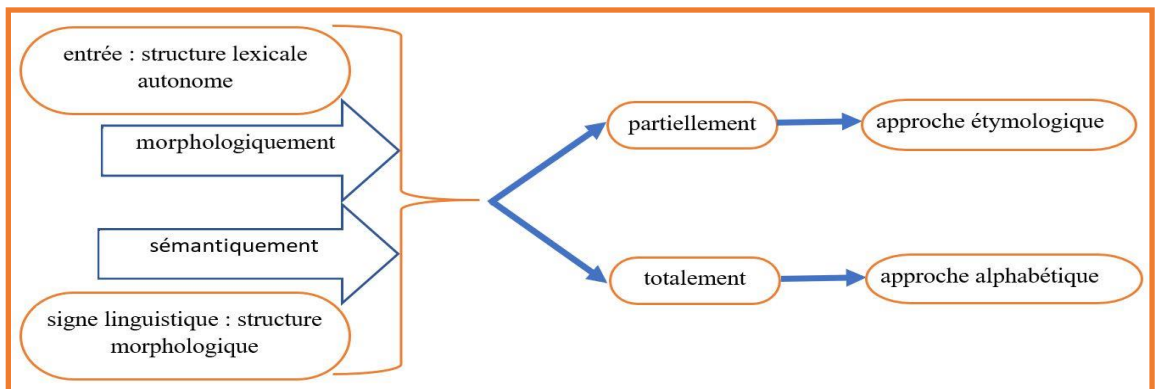 entrée : structure lexicale
autonome
morphologiquement
sémantiquement
signe linguistique : structure
morphologique
partiellement
approche étymologique
totalement
approche alphabétique